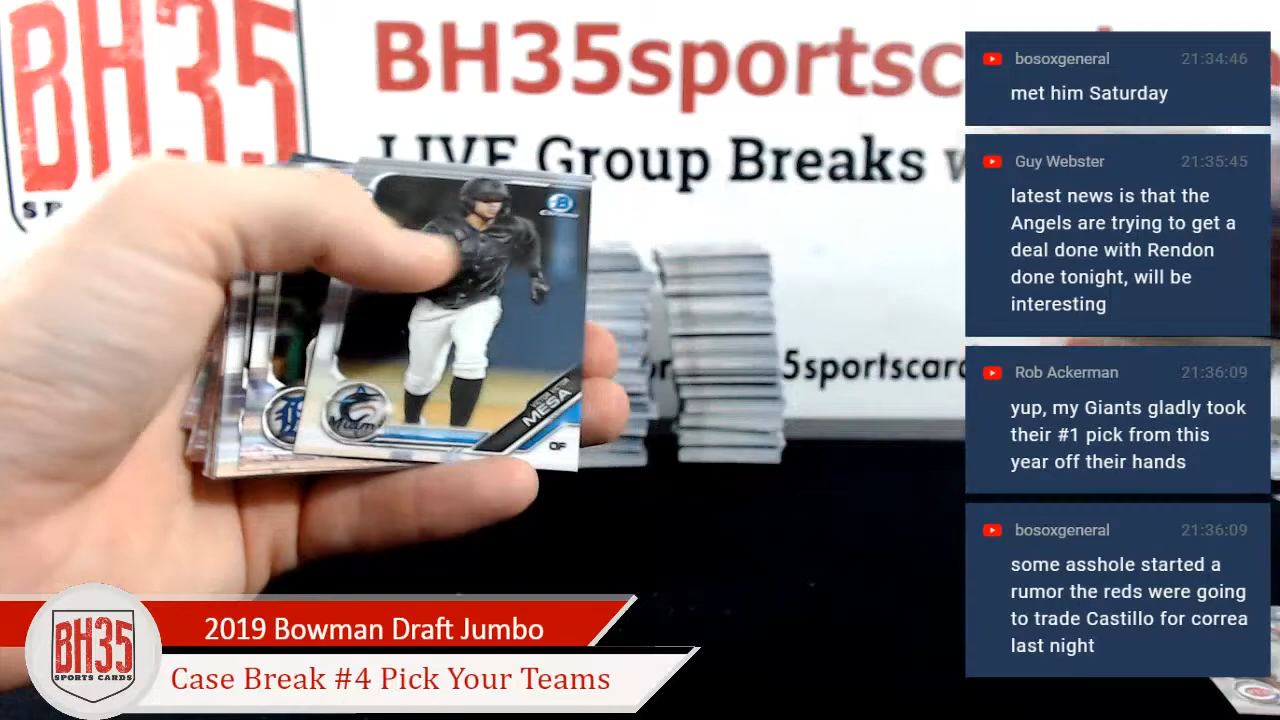 BH35
SP
BH35sportsc
LIVE Group Breaks w
5sportscard
MESA
OF
Miami
bosoxgeneral 21:34:46
met him Saturday
Guy Webster 21:35:45
latest news is that the
Angels are trying to get a
deal done with Rendon
done tonight, will be
interesting
Rob Ackerman 21:36:09
yup, my Giants gladly took
their #1 pick from this
year off their hands
bosoxgeneral 21:36:09
some asshole started a
rumor the reds were going
to trade Castillo for correa
last night
BH35
SPORTS CARDS
2019 Bowman Draft Jumbo
Case Break #4 Pick Your Teams